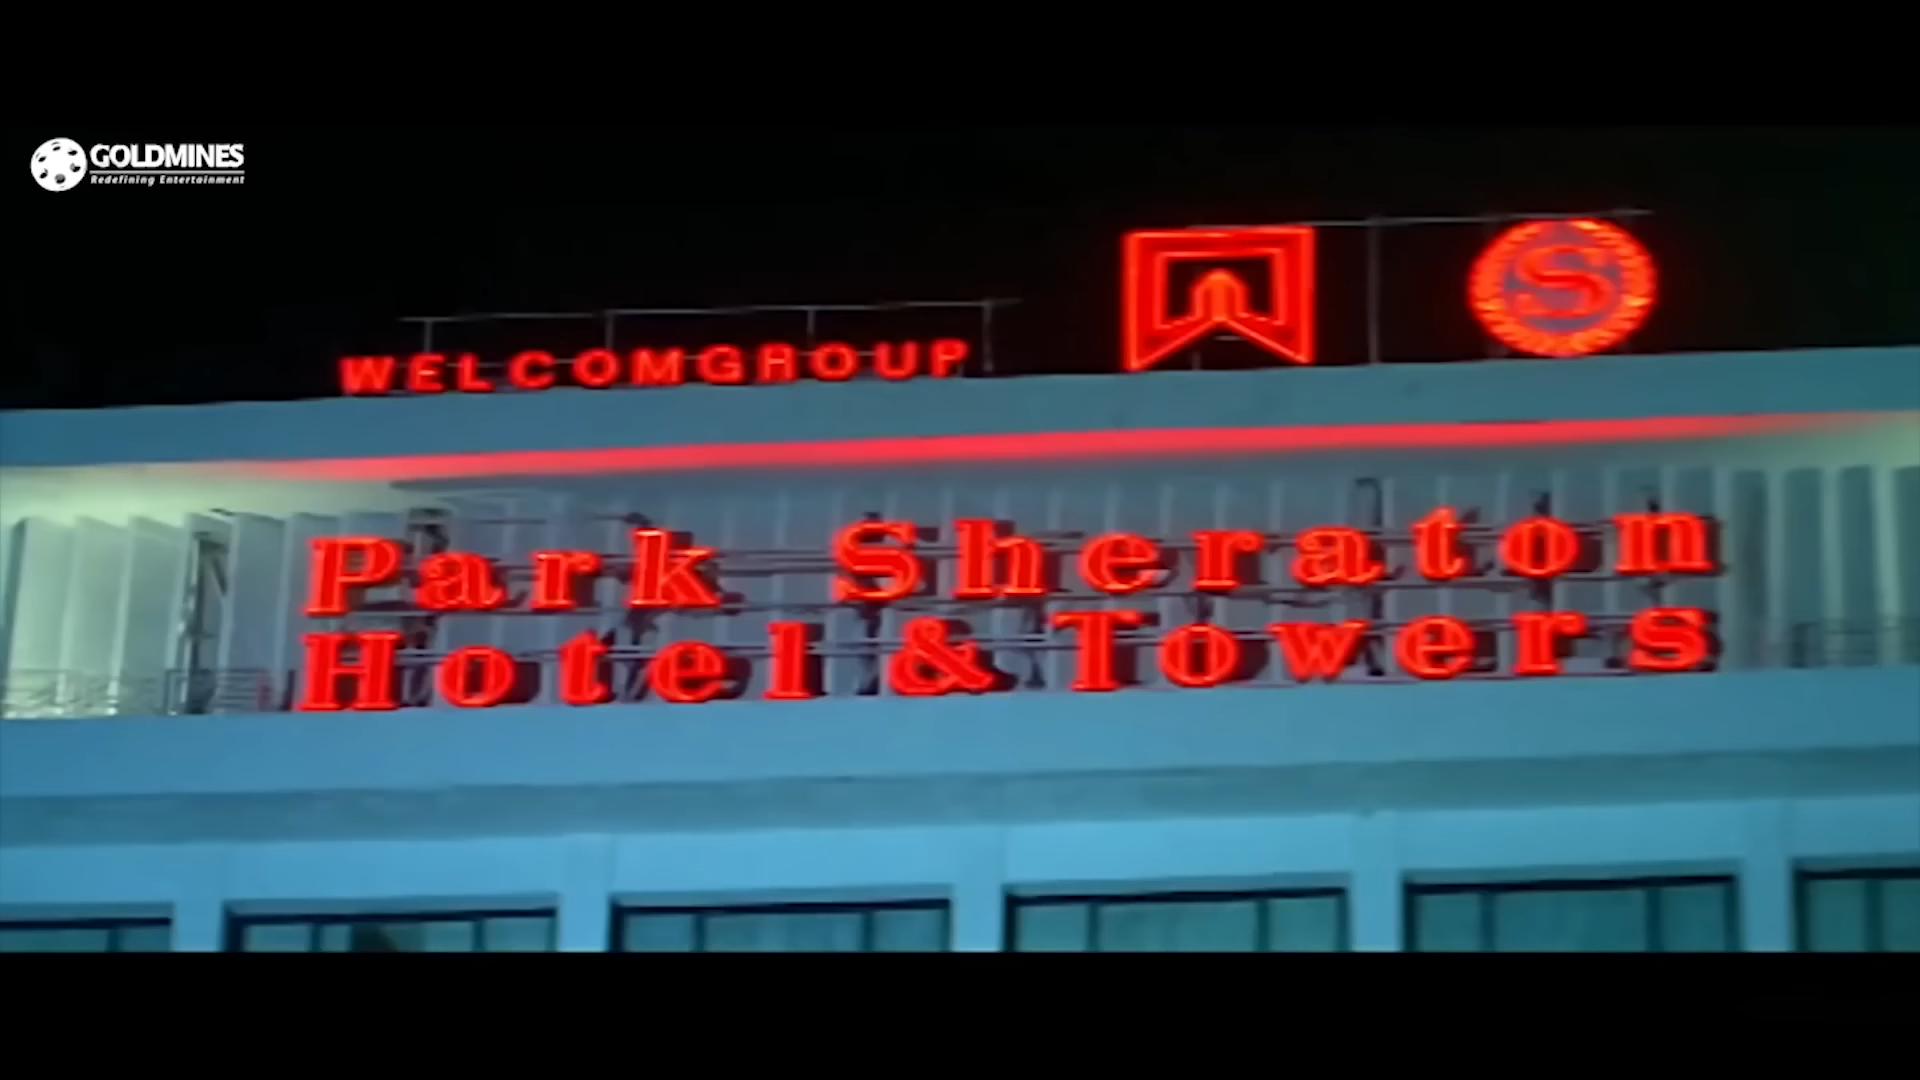 GOLDMINES
Redefining Entertainment
WELCOMGROUP
S
Park Sheraton
Hotel & Towers